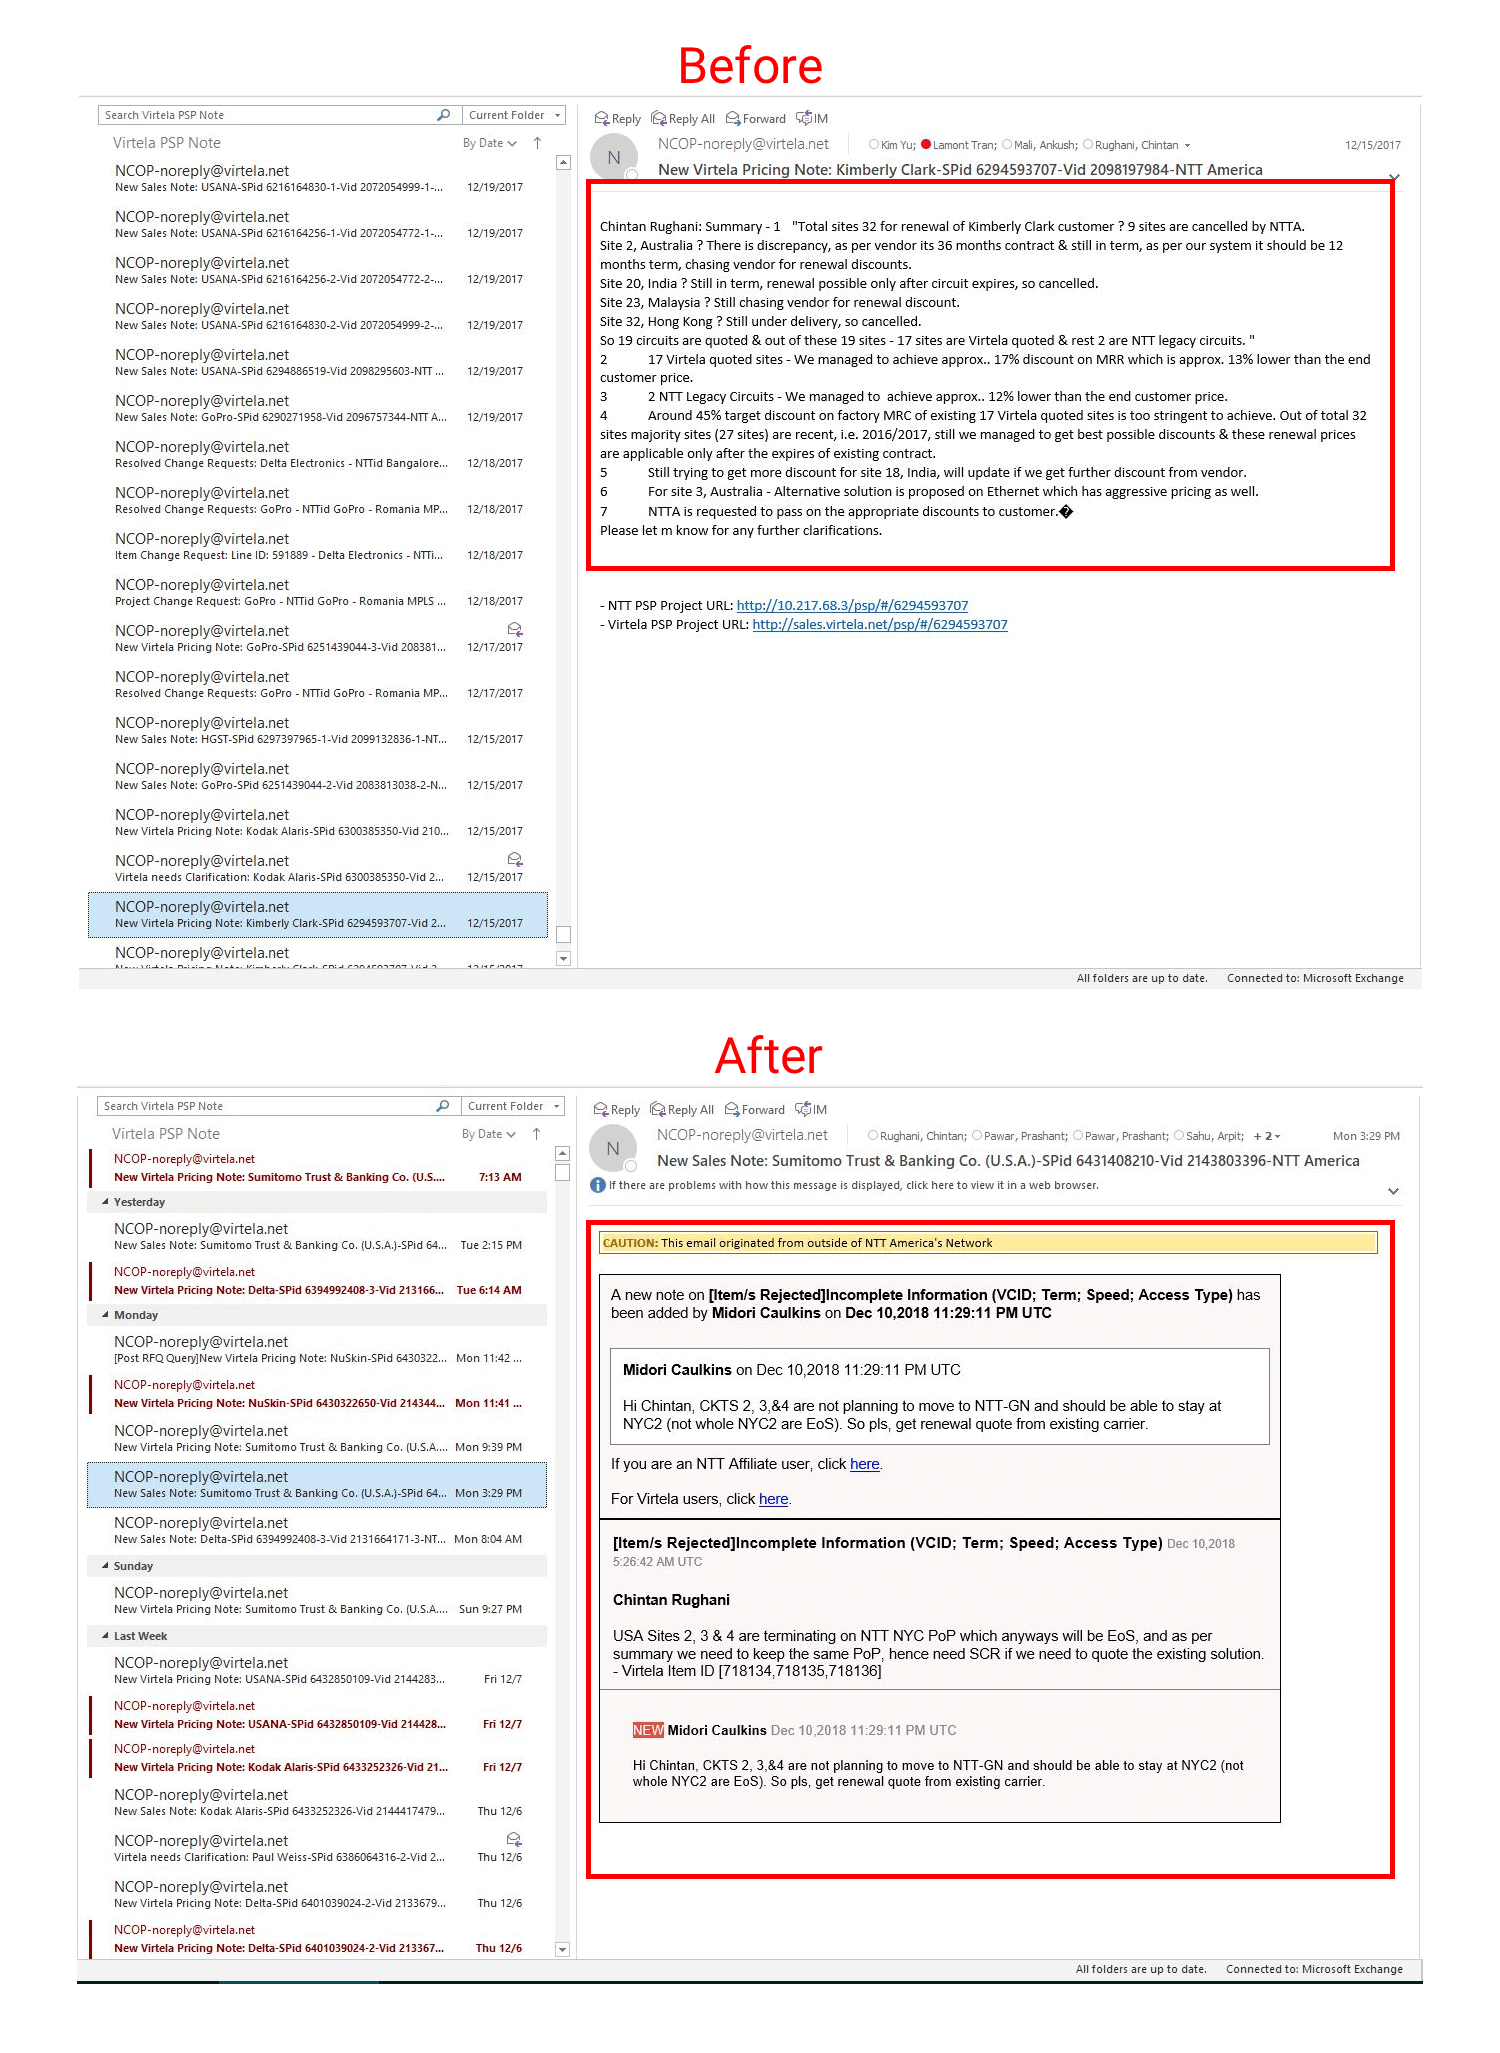 Before
Search Virtela PSP Note
Current Folder
Virtela PSP Note
By Date
NCOP-noreply@virtela.net
New Sales Note: USANA-SPid 6216164830-1-Vid 2072054999-1-... 12/19/2017
NCOP-noreply@virtela.net
New Sales Note: USANA-SPid 6216164256-1-Vid 2072054772-1-... 12/19/2017
NCOP-noreply@virtela.net
New Sales Note: USANA-SPid 6216164256-2-Vid 2072054772-2-... 12/19/2017
NCOP-noreply@virtela.net
New Sales Note: USANA-SPid 6216164830-2-Vid 2072054999-2-... 12/19/2017
NCOP-noreply@virtela.net
New Sales Note: USANA-SPid 6294886519-Vid 2098295603-NTT ... 12/19/2017
NCOP-noreply@virtela.net
New Sales Note: GoPro-SPid 6290271958-Vid 2096757344-NTT A... 12/19/2017
NCOP-noreply@virtela.net
Resolved Change Requests: Delta Electronics - NTTid Bangalore... 12/18/2017
NCOP-noreply@virtela.net
Resolved Change Requests: GoPro - NTTid GoPro - Romania MP... 12/18/2017
NCOP-noreply@virtela.net
Item Change Request: Line ID: 591889 - Delta Electronics - NTTi... 12/18/2017
NCOP-noreply@virtela.net
Project Change Request: GoPro - NTTid GoPro - Romania MPLS ... 12/18/2017
NCOP-noreply@virtela.net
New Virtela Pricing Note: GoPro-SPid 6251439044-3-Vid 208381... 12/17/2017
NCOP-noreply@virtela.net
Resolved Change Requests: GoPro - NTTid GoPro - Romania MP... 12/17/2017
NCOP-noreply@virtela.net
New Sales Note: HGST-SPid 6297397965-1-Vid 2099132836-1-NT... 12/15/2017
NCOP-noreply@virtela.net
New Sales Note: GoPro-SPid 6251439044-2-Vid 2083813038-2-N... 12/15/2017
NCOP-noreply@virtela.net
New Virtela Pricing Note: Kodak Alaris-SPid 6300385350-Vid 210... 12/15/2017
NCOP-noreply@virtela.net
Virtela needs Clarification: Kodak Alaris-SPid 6300385350-Vid 2... 12/15/2017
NCOP-noreply@virtela.net
New Virtela Pricing Note: Kimberly Clark-SPid 6294593707-Vid 2... 12/15/2017
NCOP-noreply@virtela.net
New Virtela Pricing Note: Kimberly Clark-SPid 6294593707-Vid 2... 12/15/2017
Reply Reply All Forward IM
N
NCOP-noreply@virtela.net Kim Yu; Lamont Tran; Mali, Ankush; Rughani, Chintan 12/15/2017
New Virtela Pricing Note: Kimberly Clark-SPid 6294593707-Vid 2098197984-NTT America
Chintan Rughani: Summary - 1 "Total sites 32 for renewal of Kimberly Clark customer ? 9 sites are cancelled by NTTA.
Site 2, Australia ? There is discrepancy, as per vendor its 36 months contract & still in term, as per our system it should be 12
months term, chasing vendor for renewal discounts.
Site 20, India ? Still in term, renewal possible only after circuit expires, so cancelled.
Site 23, Malaysia ? Still chasing vendor for renewal discount.
Site 32, Hong Kong ? Still under delivery, so cancelled.
So 19 circuits are quoted & out of these 19 sites - 17 sites are Virtela quoted & rest 2 are NTT legacy circuits. "
2 17 Virtela quoted sites - We managed to achieve approx.. 17% discount on MRR which is approx. 13% lower than the end
customer price.
3 2 NTT Legacy Circuits - We managed to achieve approx.. 12% lower than the end customer price.
4 Around 45% target discount on factory MRC of existing 17 Virtela quoted sites is too stringent to achieve. Out of total 32
sites majority sites (27 sites) are recent, i.e. 2016/2017, still we managed to get best possible discounts & these renewal prices
are applicable only after the expires of existing contract.
5 Still trying to get more discount for site 18, India, will update if we get further discount from vendor.
6 For site 3, Australia - Alternative solution is proposed on Ethernet which has aggressive pricing as well.
7 NTTA is requested to pass on the appropriate discounts to customer.�
Please let m know for any further clarifications.
- NTT PSP Project URL: http://10.217.68.3/psp/#/6294593707
- Virtela PSP Project URL: http://sales.virtela.net/psp/#/6294593707
All folders are up to date. Connected to: Microsoft Exchange
After
Search Virtela PSP Note
Current Folder
Virtela PSP Note
By Date
NCOP-noreply@virtela.net
New Virtela Pricing Note: Sumitomo Trust & Banking Co. (U.S.... 7:13 AM
Yesterday
NCOP-noreply@virtela.net
New Sales Note: Sumitomo Trust & Banking Co. (U.S.A.)-SPid 64... Tue 2:15 PM
NCOP-noreply@virtela.net
New Virtela Pricing Note: Delta-SPid 6394992408-3-Vid 213166... Tue 6:14 AM
Monday
NCOP-noreply@virtela.net
[Post RFQ Query]New Virtela Pricing Note: NuSkin-SPid 6430322... Mon 11:42 ...
NCOP-noreply@virtela.net
New Virtela Pricing Note: NuSkin-SPid 6430322650-Vid 214344... Mon 11:41 ...
NCOP-noreply@virtela.net
New Virtela Pricing Note: Sumitomo Trust & Banking Co. (U.S.A.... Mon 9:39 PM
NCOP-noreply@virtela.net
New Sales Note: Sumitomo Trust & Banking Co. (U.S.A.)-SPid 64... Mon 3:29 PM
NCOP-noreply@virtela.net
New Sales Note: Delta-SPid 6394992408-3-Vid 2131664171-3-NT... Mon 8:04 AM
Sunday
NCOP-noreply@virtela.net
New Virtela Pricing Note: Sumitomo Trust & Banking Co. (U.S.A.... Sun 9:27 PM
Last Week
NCOP-noreply@virtela.net
New Virtela Pricing Note: USANA-SPid 6432850109-Vid 2144283... Fri 12/7
NCOP-noreply@virtela.net
New Virtela Pricing Note: USANA-SPid 6432850109-Vid 214428... Fri 12/7
NCOP-noreply@virtela.net
New Virtela Pricing Note: Kodak Alaris-SPid 6433252326-Vid 21... Fri 12/7
NCOP-noreply@virtela.net
New Sales Note: Kodak Alaris-SPid 6433252326-Vid 2144417479... Thu 12/6
NCOP-noreply@virtela.net
Virtela needs Clarification: Paul Weiss-SPid 6386064316-2-Vid 2... Thu 12/6
NCOP-noreply@virtela.net
New Virtela Pricing Note: Delta-SPid 6401039024-2-Vid 2133679... Thu 12/6
NCOP-noreply@virtela.net
New Virtela Pricing Note: Delta-SPid 6401039024-2-Vid 213367... Thu 12/6
Reply Reply All Forward IM
N
NCOP-noreply@virtela.net Rughani, Chintan; Pawar, Prashant; Pawar, Prashant; Sahu, Arpit; + 2 Mon 3:29 PM
New Sales Note: Sumitomo Trust & Banking Co. (U.S.A.)-SPid 6431408210-Vid 2143803396-NTT America
If there are problems with how this message is displayed, click here to view it in a web browser.
CAUTION: This email originated from outside of NTT America's Network
A new note on [Item/s Rejected]Incomplete Information (VCID; Term; Speed; Access Type) has
been added by Midori Caulkins on Dec 10,2018 11:29:11 PM UTC
Midori Caulkins on Dec 10,2018 11:29:11 PM UTC
Hi Chintan, CKTS 2, 3,&4 are not planning to move to NTT-GN and should be able to stay at
NYC2 (not whole NYC2 are EoS). So pls, get renewal quote from existing carrier.
If you are an NTT Affiliate user, click here.
For Virtela users, click here.
[Item/s Rejected]Incomplete Information (VCID; Term; Speed; Access Type) Dec 10,2018
5:26:42 AM UTC
Chintan Rughani
USA Sites 2, 3 & 4 are terminating on NTT NYC PoP which anyways will be EoS, and as per
summary we need to keep the same PoP, hence need SCR if we need to quote the existing solution.
- Virtela Item ID [718134,718135,718136]
NEW Midori Caulkins Dec 10,2018 11:29:11 PM UTC
Hi Chintan, CKTS 2, 3,&4 are not planning to move to NTT-GN and should be able to stay at NYC2 (not
whole NYC2 are EoS). So pls, get renewal quote from existing carrier.
All folders are up to date. Connected to: Microsoft Exchange